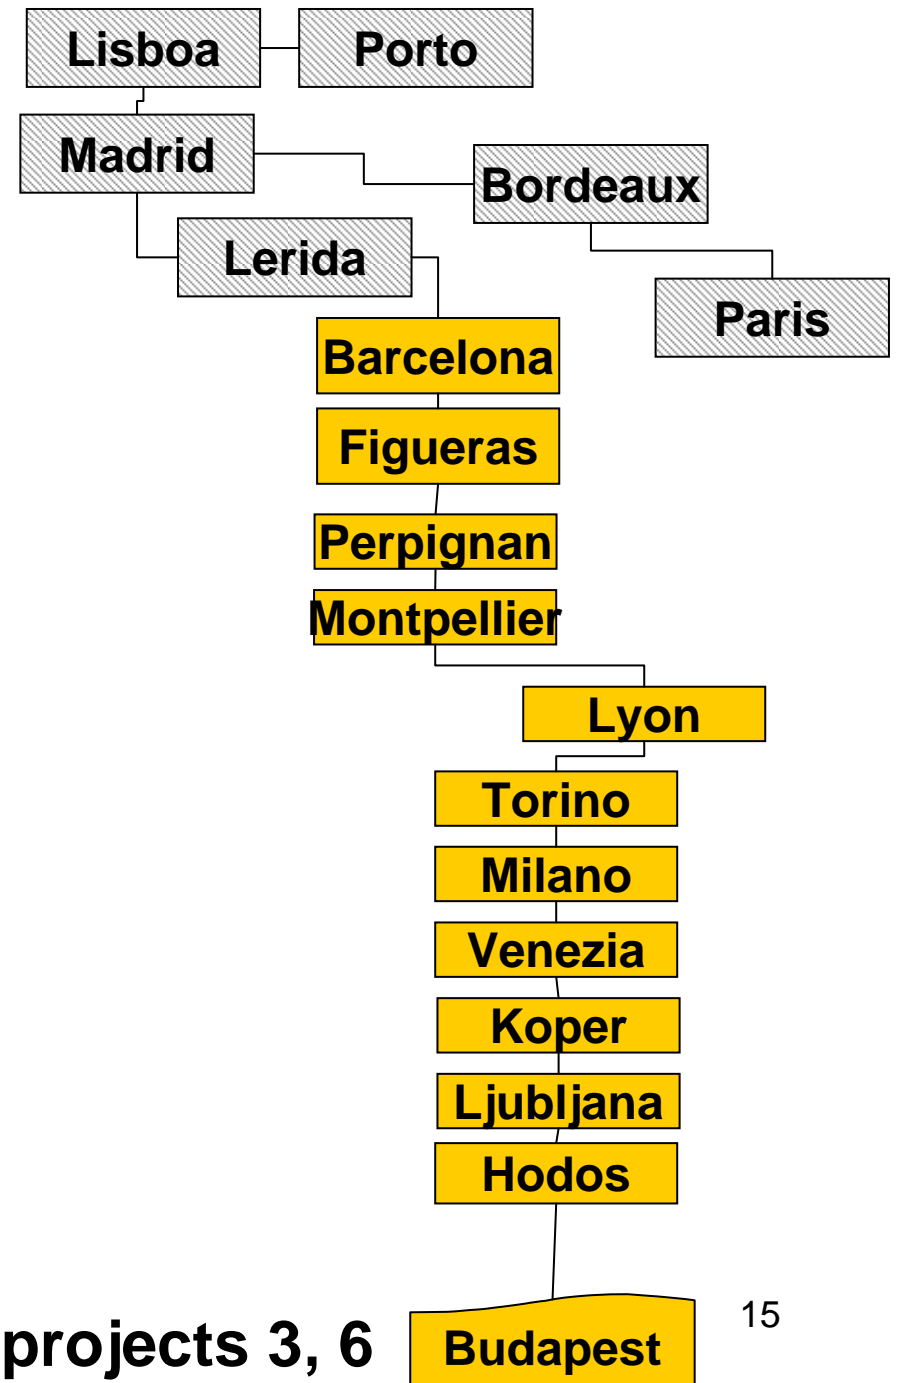 Lisboa Porto
Madrid
Bordeaux
Lerida
Paris
Barcelona
Figueras
Perpignan
Montpellier
Lyon
Torino
Milano
Venezia
Koper
Ljubljana
Hodos
15
projects 3, 6
Budapest